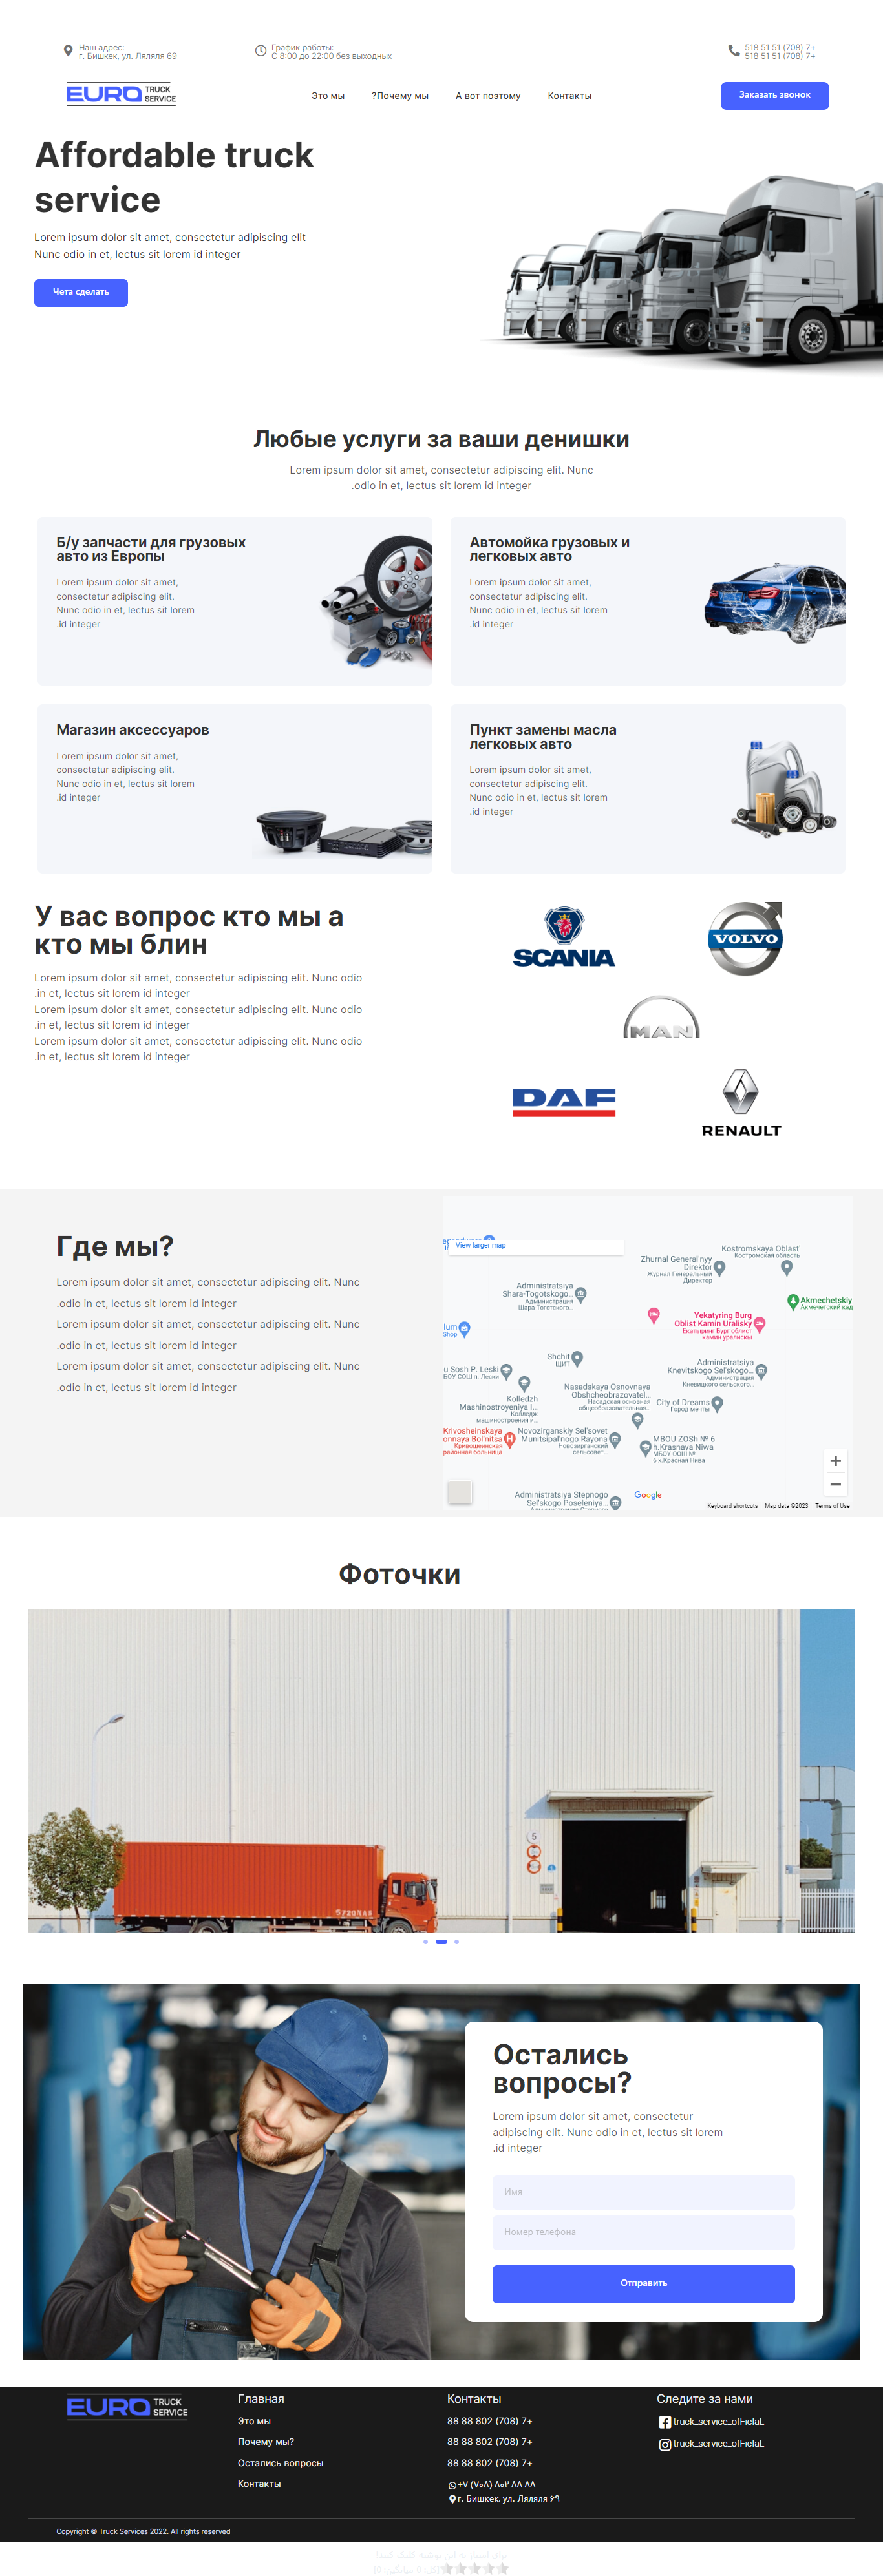 Наш адрес:
г. Бишкек, ул. Ляляля 69
График работы:
С 8:00 до 22:00 без выходных
518 51 51 (708) 7+
518 51 51 (708) 7+
EURO TRUCK SERVICE
Это мы
?Почему мы
А вот поэтому
Контакты
Заказать звонок
Affordable truck
service
Lorem ipsum dolor sit amet, consectetur adipiscing elit
Nunc odio in et, lectus sit lorem id integer
Чета сделать
Любые услуги за ваши денишки
Lorem ipsum dolor sit amet, consectetur adipiscing elit. Nunc
.odio in et, lectus sit lorem id integer
Б/у запчасти для грузовых
авто из Европы
Lorem ipsum dolor sit amet,
consectetur adipiscing elit.
Nunc odio in et, lectus sit lorem
.id integer
Автомойка грузовых и
легковых авто
Lorem ipsum dolor sit amet,
consectetur adipiscing elit.
Nunc odio in et, lectus sit lorem
.id integer
Магазин аксессуаров
Lorem ipsum dolor sit amet,
consectetur adipiscing elit.
Nunc odio in et, lectus sit lorem
.id integer
Пункт замены масла
легковых авто
Lorem ipsum dolor sit amet,
consectetur adipiscing elit.
Nunc odio in et, lectus sit lorem
.id integer
У вас вопрос кто мы а
кто мы блин
Lorem ipsum dolor sit amet, consectetur adipiscing elit. Nunc odio
.in et, lectus sit lorem id integer
Lorem ipsum dolor sit amet, consectetur adipiscing elit. Nunc odio
.in et, lectus sit lorem id integer
Lorem ipsum dolor sit amet, consectetur adipiscing elit. Nunc odio
.in et, lectus sit lorem id integer
SCANIA
VOLVO
MAN
DAF
RENAULT
Где мы?
Lorem ipsum dolor sit amet, consectetur adipiscing elit. Nunc
.odio in et, lectus sit lorem id integer
Lorem ipsum dolor sit amet, consectetur adipiscing elit. Nunc
.odio in et, lectus sit lorem id integer
Lorem ipsum dolor sit amet, consectetur adipiscing elit. Nunc
.odio in et, lectus sit lorem id integer
View larger map
Kostromskaya Oblast'
Костромская область
Zhurnal General'nyy
Direktor
Журнал Генеральный
Директор
Administratsiya
Shara-Togotskogo...
Администрация
Шара-Тоготского...
Akmechetskiy
Акмечетский кад
Yekatyring Burg
Oblist Kamin Uralisky
Екатыринг Бург облист
камин уралискы
Shop
Shchit
ЩИТ
Administratsiya
Knevitskogo Sel'skogo...
Администрация
Кневицкого сельского...
Sosh P. Leski
БОУ СОШ п. Лески
Kolledzh
Mashinostroyeniya I...
Колледж
машиностроения и...
Nasadskaya Osnovnaya
Obshcheobrazovatel...
Насадская основная
общеобразовательная...
City of Dreams
Город мечты
Krivosheinskaya
onnaya Bol'nitsa
Кривошеинская
районная больница
Novozirganskiy Sel'sovet
Munitsipal'nogo Rayona
Новозирганский
сельсовет...
MBOU ZOSh № 6
h.Krasnaya Niwa
МБОУ ООШ №
6 х.Красная Нива
Administratsiya Stepnogo
Sel'skogo Poseleniya...
Google
Keyboard shortcuts
Map data ©2023
Terms of Use
Фоточки
5
5720NAS
Остались
вопросы?
Lorem ipsum dolor sit amet, consectetur
adipiscing elit. Nunc odio in et, lectus sit lorem
.id integer
Имя
Номер телефона
Отправить
EURO TRUCK SERVICE
Главная
Это мы
Почему мы?
Остались вопросы
Контакты
Контакты
88 88 802 (708) 7+
88 88 802 (708) 7+
88 88 802 (708) 7+
+۷ (۷۰۸) ۸۰۲ ۸۸ ۸۸
г. Бишкек, ул. Ляляля ۶۹
Следите за нами
truck_service_ofFiclaL
truck_service_ofFiclaL
Copyright © Truck Services 2022. All rights reserved